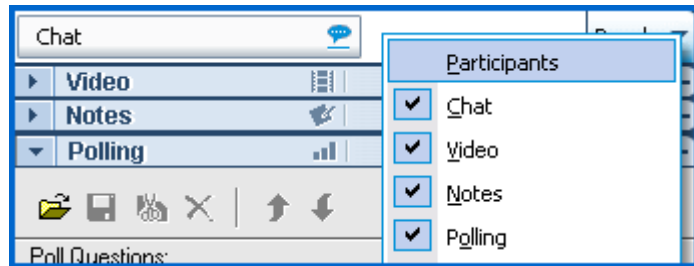 Chat
Participants
Video
Chat
Notes
Video
Polling
Notes
Polling
Poll Questions: